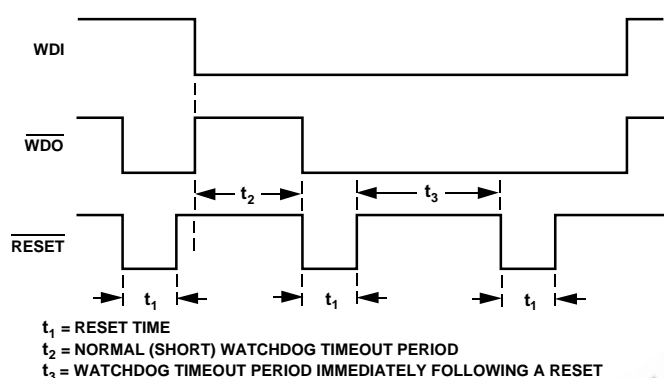 WDI
WDO
t2
t3
RESET
t1 t1 t1
t1 = RESET TIME
t2 = NORMAL (SHORT) WATCHDOG TIMEOUT PERIOD
t3 = WATCHDOG TIMEOUT PERIOD IMMEDIATELY FOLLOWING A RESET